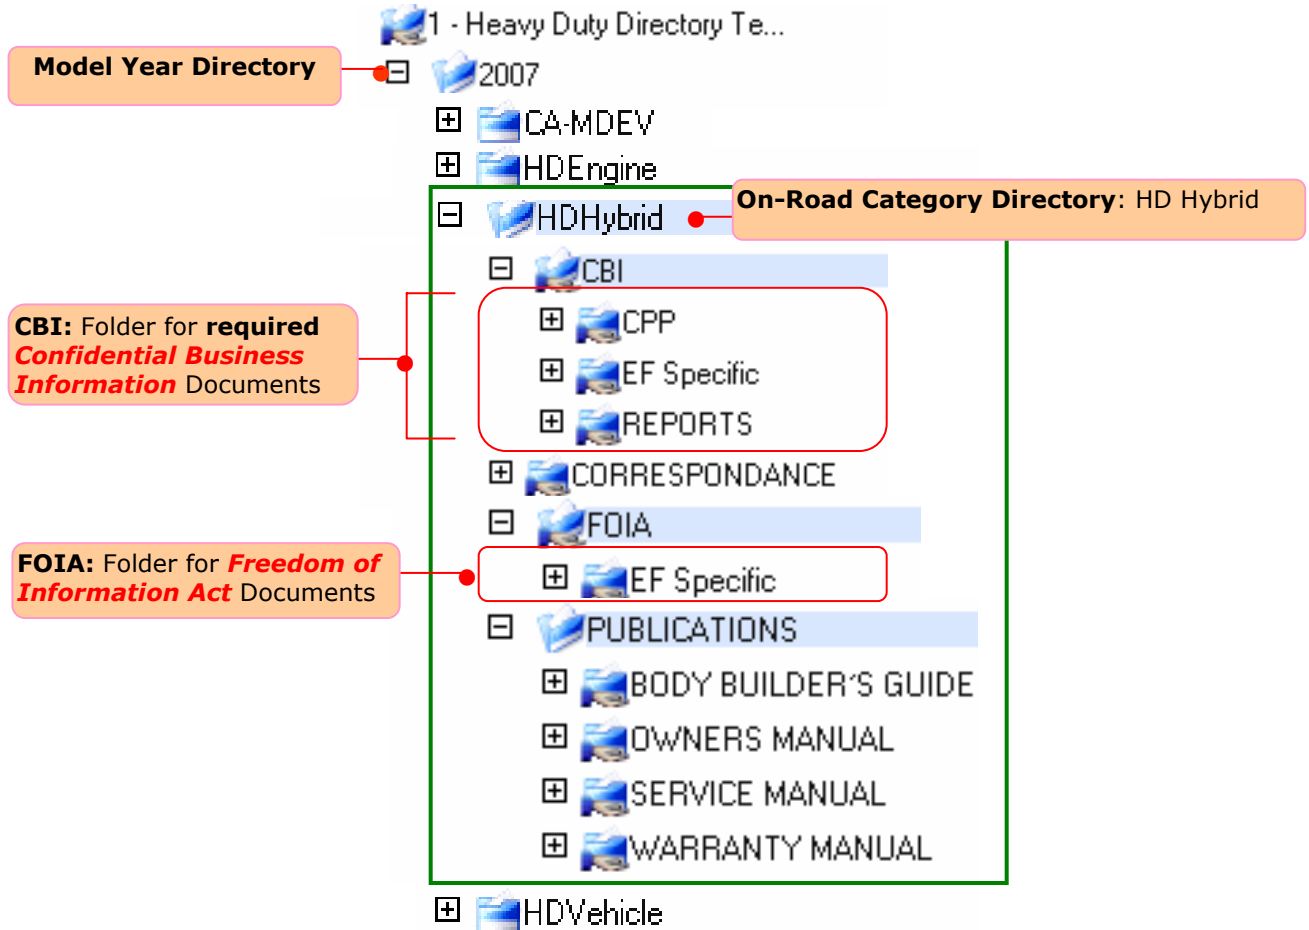 1 - Heavy Duty Directory Te...
Model Year Directory
2007
CA-MDEV
HDEngine
HDHybrid
On-Road Category Directory: HD Hybrid
CBI
CBI: Folder for required
Confidential Business
Information Documents
CPP
EF Specific
REPORTS
CORRESPONDANCE
FOIA
FOIA: Folder for Freedom of
Information Act Documents
EF Specific
PUBLICATIONS
BODY BUILDER'S GUIDE
OWNERS MANUAL
SERVICE MANUAL
WARRANTY MANUAL
HDVehicle